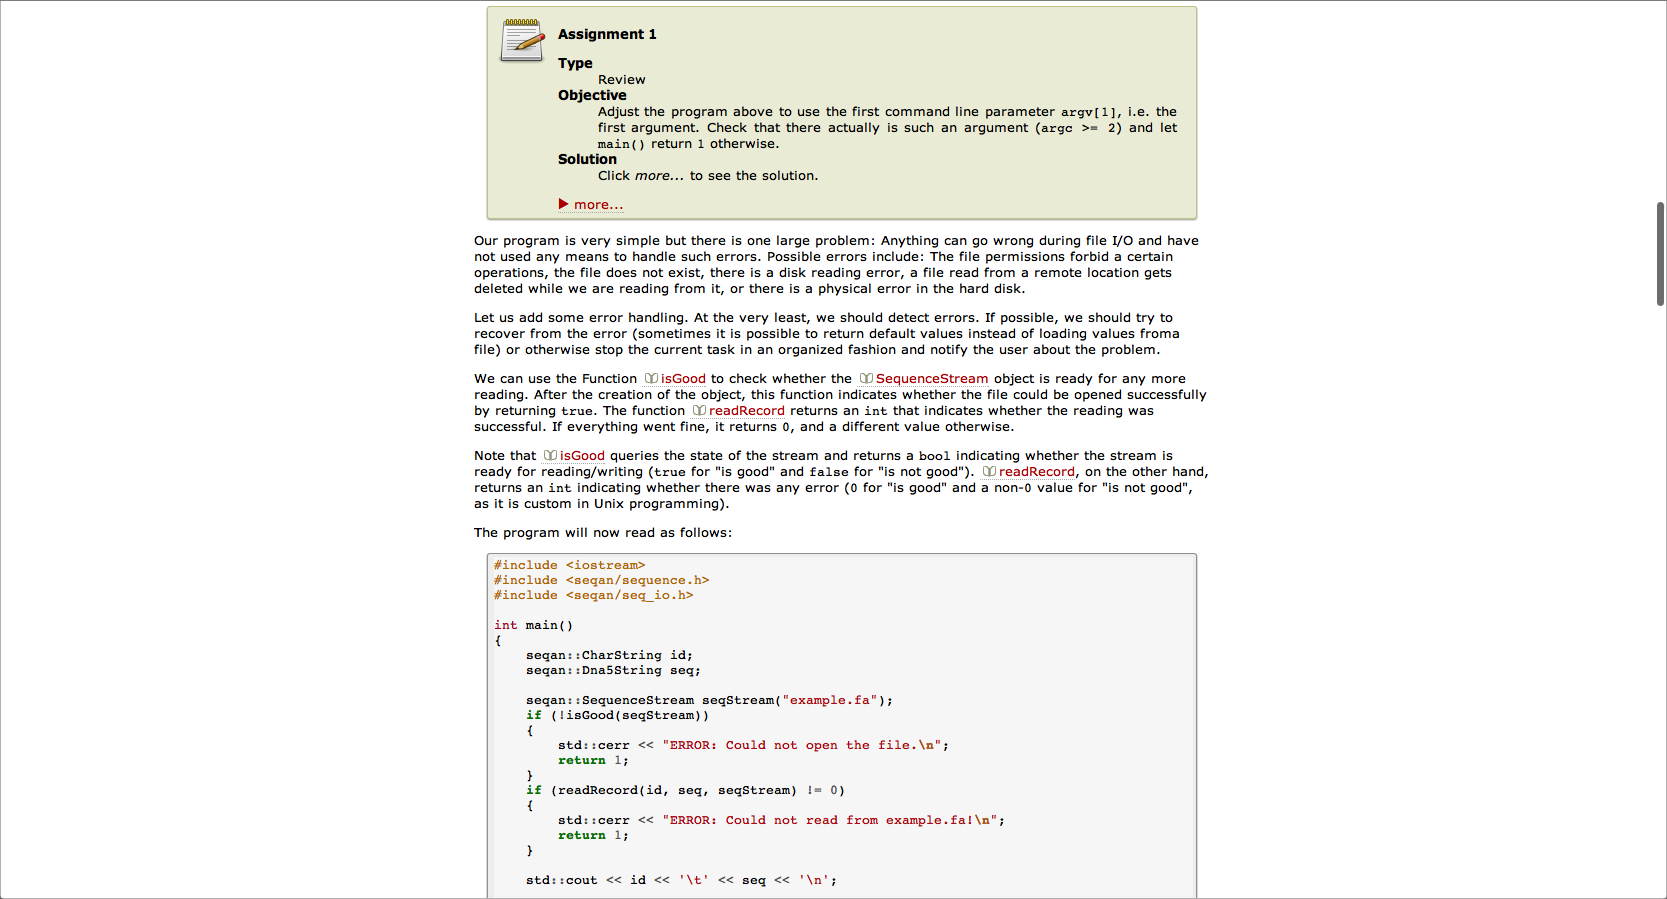 Assignment 1
Type
Review
Objective
Adjust the program above to use the first command line parameter argv[1], i.e. the
first argument. Check that there actually is such an argument (argc >= 2) and let
main() return 1 otherwise.
Solution
Click more... to see the solution.
▶ more...
Our program is very simple but there is one large problem: Anything can go wrong during file I/O and have
not used any means to handle such errors. Possible errors include: The file permissions forbid a certain
operations, the file does not exist, there is a disk reading error, a file read from a remote location gets
deleted while we are reading from it, or there is a physical error in the hard disk.
Let us add some error handling. At the very least, we should detect errors. If possible, we should try to
recover from the error (sometimes it is possible to return default values instead of loading values froma
file) or otherwise stop the current task in an organized fashion and notify the user about the problem.
We can use the Function isGood to check whether the SequenceStream object is ready for any more
reading. After the creation of the object, this function indicates whether the file could be opened successfully
by returning true. The function readRecord returns an int that indicates whether the reading was
successful. If everything went fine, it returns 0, and a different value otherwise.
Note that isGood queries the state of the stream and returns a bool indicating whether the stream is
ready for reading/writing (true for "is good" and false for "is not good"). readRecord, on the other hand,
returns an int indicating whether there was any error (0 for "is good" and a non-0 value for "is not good",
as it is custom in Unix programming).
The program will now read as follows:
#include <iostream>
#include <seqan/sequence.h>
#include <seqan/seq_io.h>
int main()
{
    seqan::CharString id;
    seqan::Dna5String seq;
    seqan::SequenceStream seqStream("example.fa");
    if (!isGood(seqStream))
    {
        std::cerr << "ERROR: Could not open the file.\n";
        return 1;
    }
    if (readRecord(id, seq, seqStream) != 0)
    {
        std::cerr << "ERROR: Could not read from example.fa!\n";
        return 1;
    }
    std::cout << id << '\t' << seq << '\n';